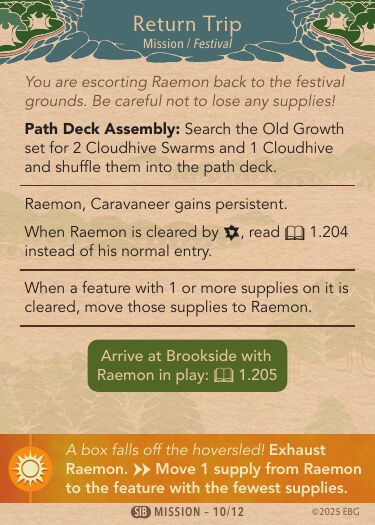 Return Trip
Mission / Festival
You are escorting Raemon back to the festival
grounds. Be careful not to lose any supplies!
Path Deck Assembly: Search the Old Growth
set for 2 Cloudhive Swarms and 1 Cloudhive
and shuffle them into the path deck.
Raemon, Caravaneer gains persistent.
When Raemon is cleared by , read 1.204
instead of his normal entry.
When a feature with 1 or more supplies on it is
cleared, move those supplies to Raemon.
Arrive at Brookside with
Raemon in play: 1.205
A box falls off the hoversled! Exhaust
Raemon. Move 1 supply from Raemon
to the feature with the fewest supplies.
SIB MISSION - 10/12
©2025 EBG